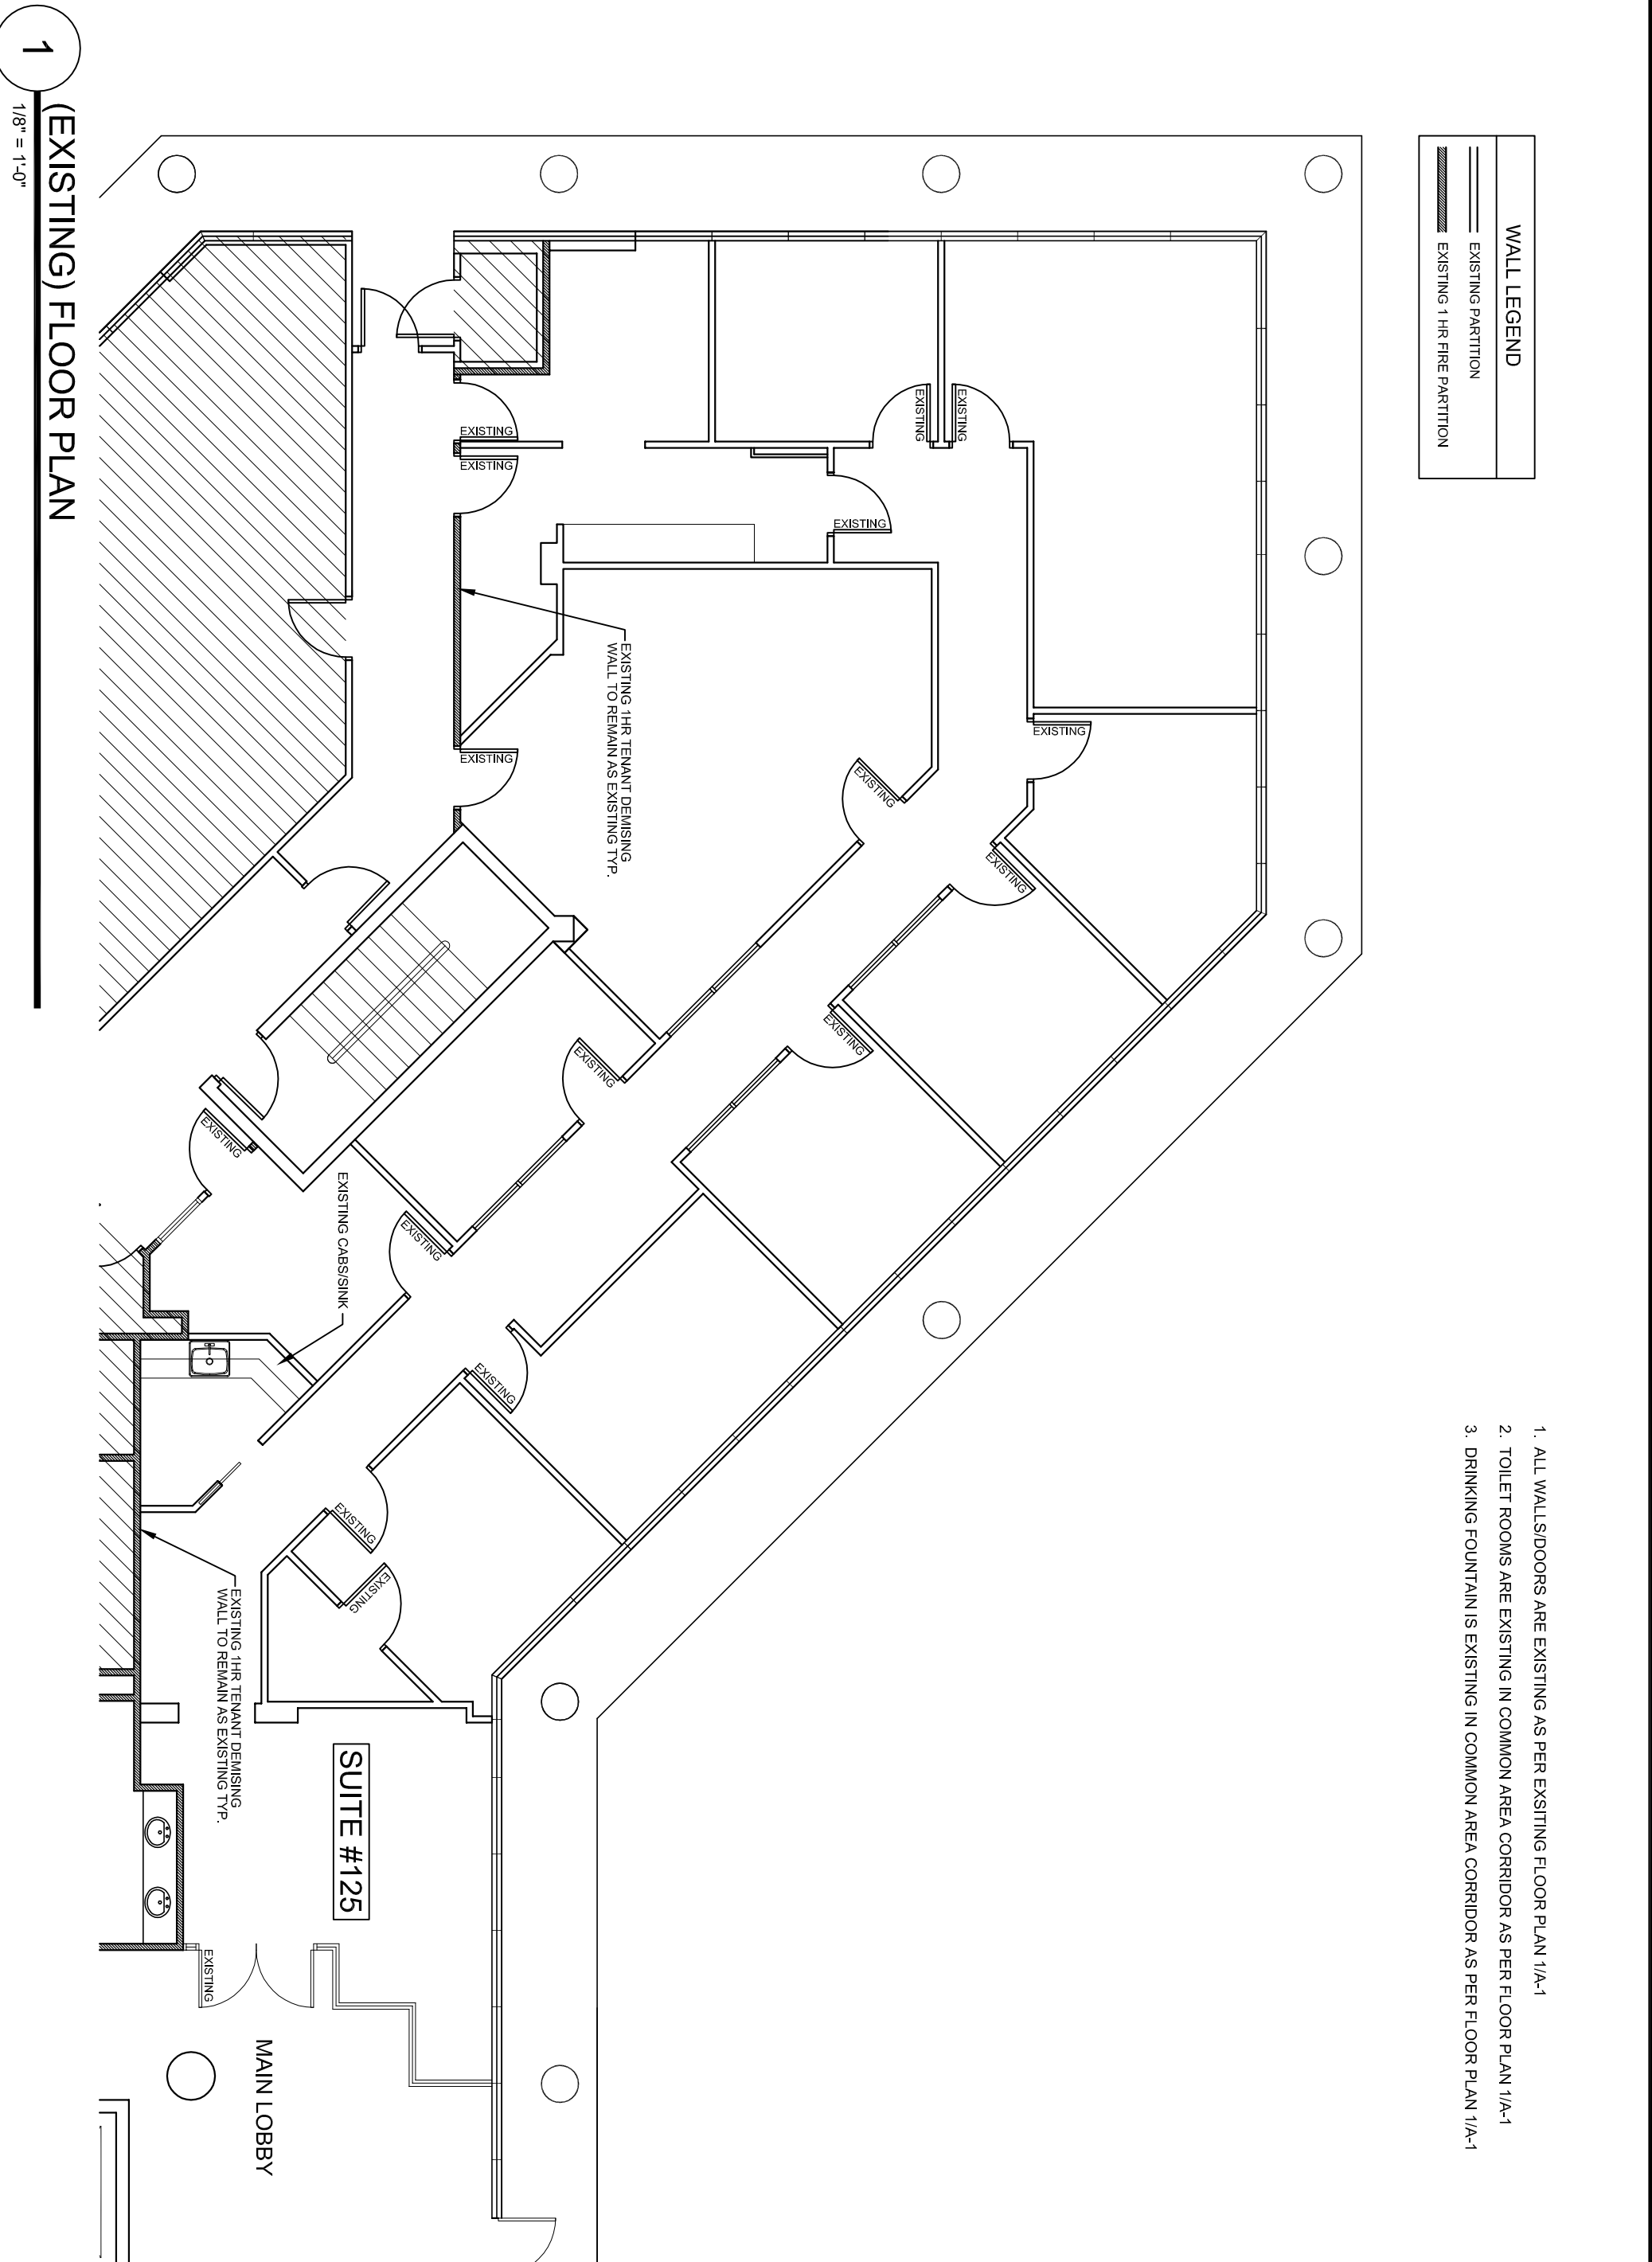 WALL LEGEND
EXISTING PARTITION
EXISTING 1 HR FIRE PARTITION
1. ALL WALLS/DOORS ARE EXISTING AS PER EXSITING FLOOR PLAN 1/A-1
2. TOILET ROOMS ARE EXISTING IN COMMON AREA CORRIDOR AS PER FLOOR PLAN 1/A-1
3. DRINKING FOUNTAIN IS EXISTING IN COMMON AREA CORRIDOR AS PER FLOOR PLAN 1/A-1
EXISTING
EXISTING
EXISTING
EXISTING
EXISTING
EXISTING
EXISTING
EXISTING
EXISTING
EXISTING
EXISTING 1HR TENANT DEMISING
WALL TO REMAIN AS EXISTING TYP.
EXISTING
EXISTING
EXISTING
EXISTING
EXISTING
EXISTING
EXISTING CABS/SINK
EXISTING 1HR TENANT DEMISING
WALL TO REMAIN AS EXISTING TYP.
SUITE #125
EXISTING
MAIN LOBBY
1
(EXISTING) FLOOR PLAN
1/8" = 1'-0"